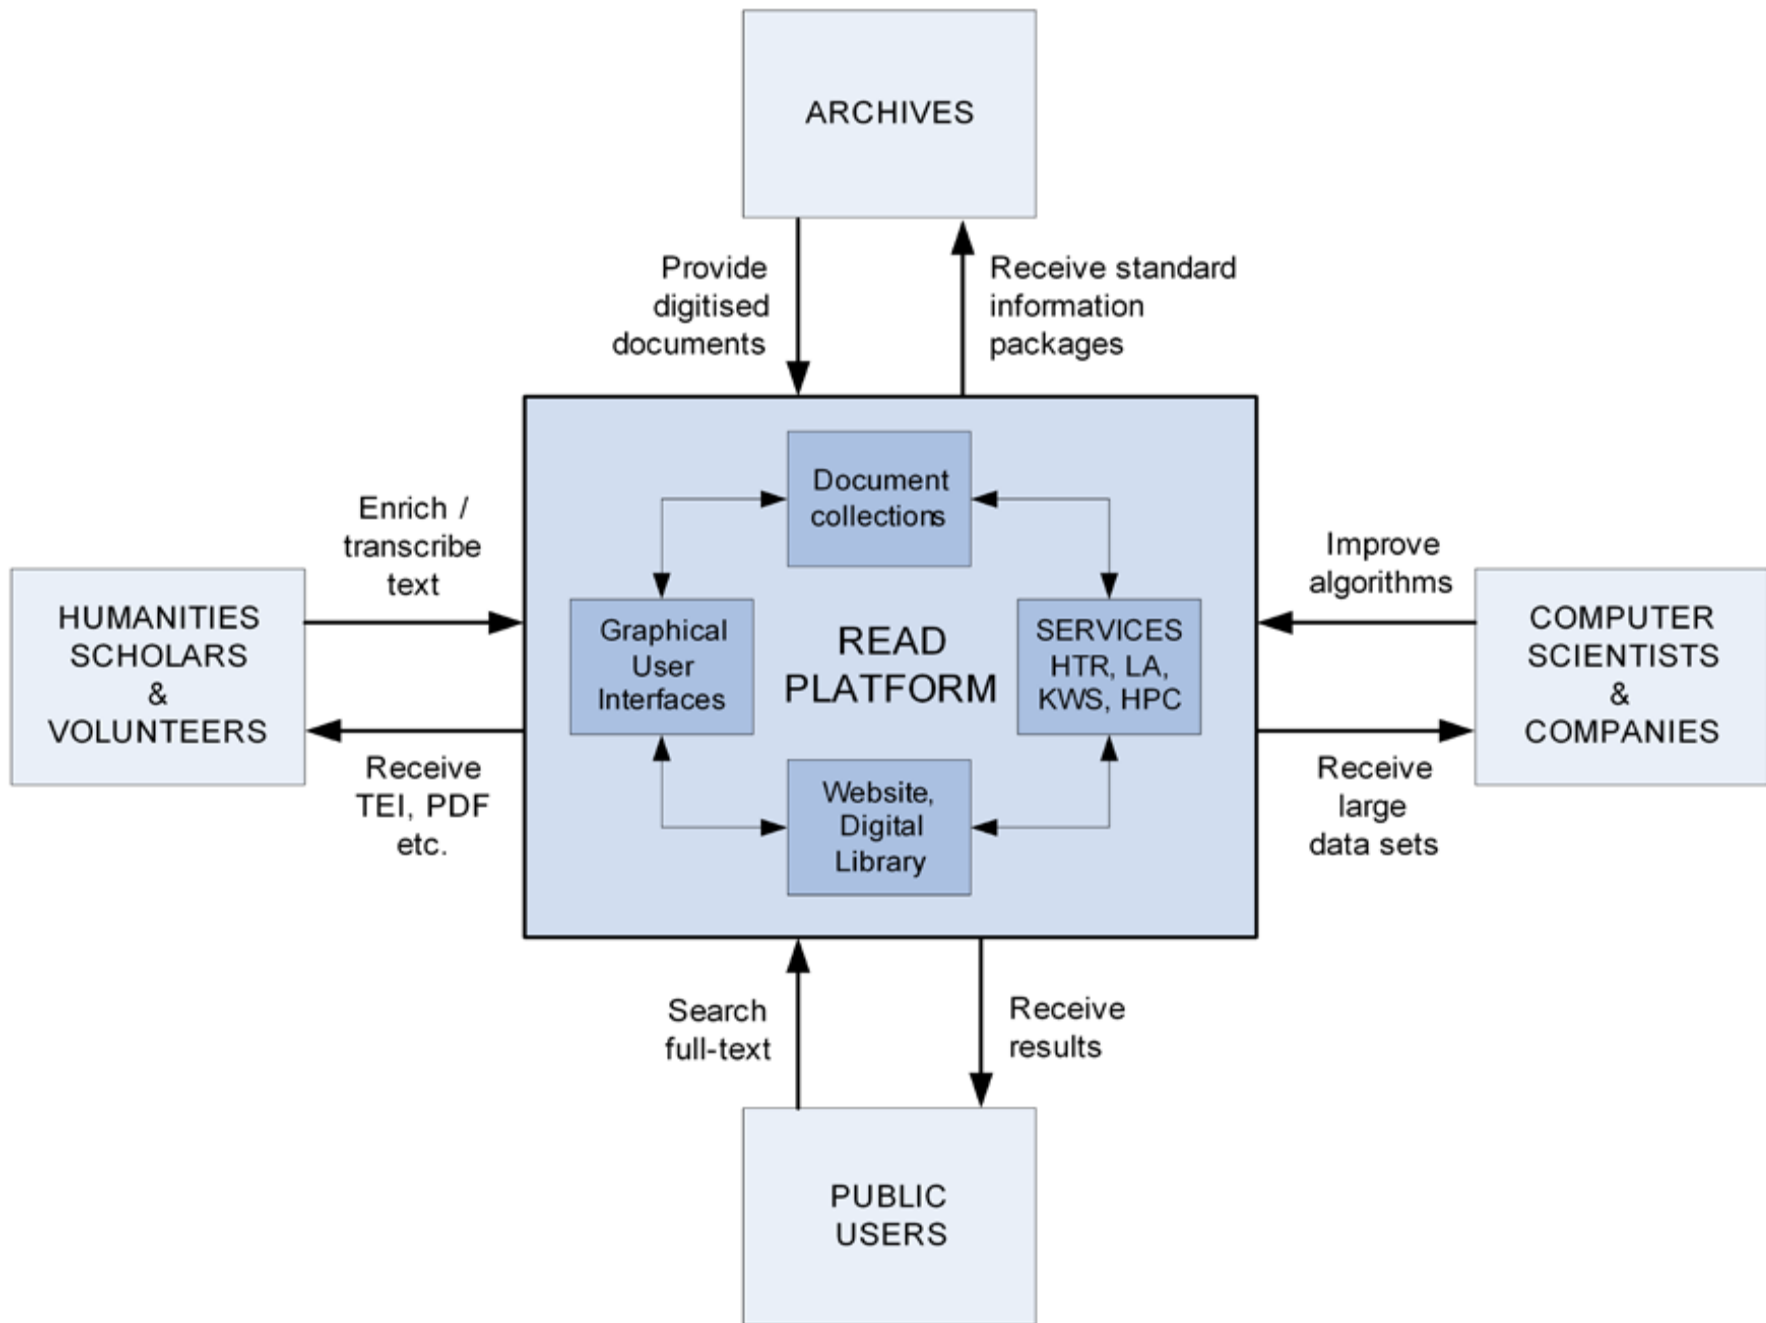 ARCHIVES
Provide
digitised
documents
Receive standard
information
packages
Document
collections
Enrich /
transcribe
text
Improve
algorithms
HUMANITIES
SCHOLARS
&
VOLUNTEERS
Graphical
User
Interfaces
READ
PLATFORM
SERVICES
HTR, LA,
KWS, HPC
COMPUTER
SCIENTISTS
&
COMPANIES
Receive
TEI, PDF
etc.
Website,
Digital
Library
Receive
large
data sets
Search
full-text
Receive
results
PUBLIC
USERS